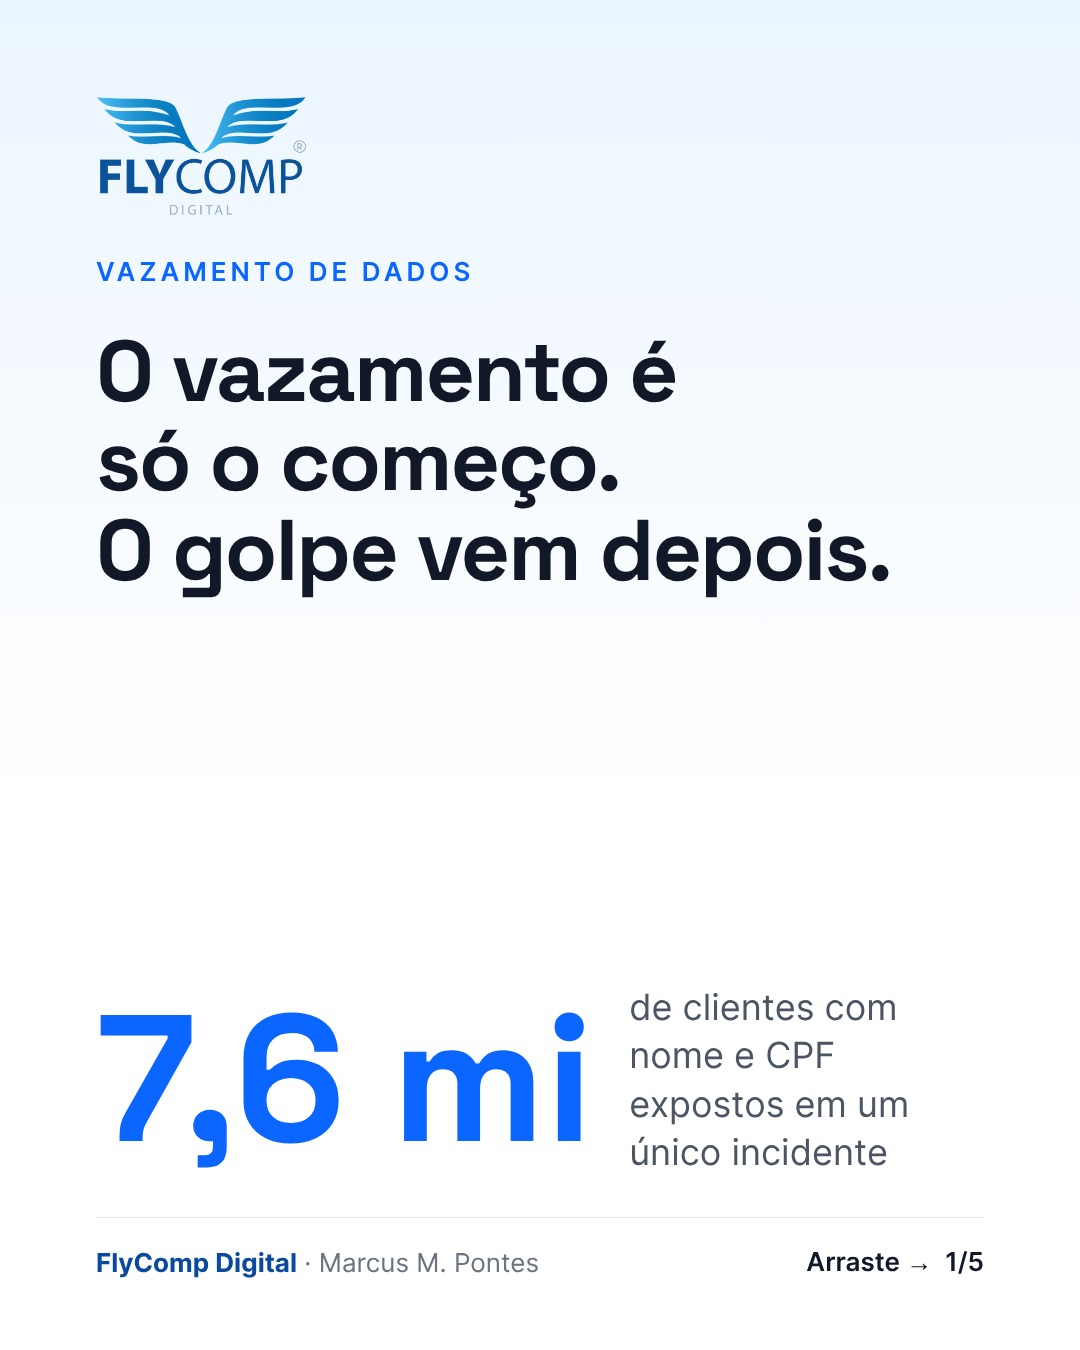 FLYCOMP®
DIGITAL
VAZAMENTO DE DADOS
O vazamento é
só o começo.
O golpe vem depois.
7,6 mi
de clientes com
nome e CPF
expostos em um
único incidente
FlyComp Digital · Marcus M. Pontes
Arraste → 1/5